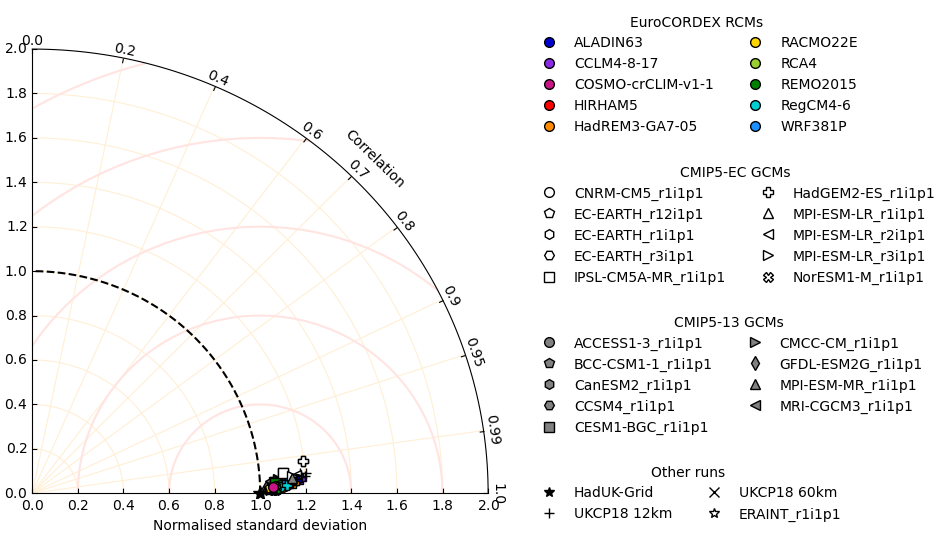 EuroCORDEX RCMs
ALADIN63
CCLM4-8-17
COSMO-crCLIM-v1-1
HIRHAM5
HadREM3-GA7-05
RACMO22E
RCA4
REMO2015
RegCM4-6
WRF381P
CMIP5-EC GCMs
CNRM-CM5_r1i1p1
EC-EARTH_r12i1p1
EC-EARTH_r1i1p1
EC-EARTH_r3i1p1
IPSL-CM5A-MR_r1i1p1
HadGEM2-ES_r1i1p1
MPI-ESM-LR_r1i1p1
MPI-ESM-LR_r2i1p1
MPI-ESM-LR_r3i1p1
NorESM1-M_r1i1p1
CMIP5-13 GCMs
ACCESS1-3_r1i1p1
BCC-CSM1-1_r1i1p1
CanESM2_r1i1p1
CCSM4_r1i1p1
CESM1-BGC_r1i1p1
CMCC-CM_r1i1p1
GFDL-ESM2G_r1i1p1
MPI-ESM-MR_r1i1p1
MRI-CGCM3_r1i1p1
Other runs
HadUK-Grid
UKCP18 12km
UKCP18 60km
ERAINT_r1i1p1
2.0
1.8
1.6
1.4
1.2
1.0
0.8
0.6
0.4
0.2
0.0
0.0
0.2
0.4
0.6
0.7
0.8
0.9
0.95
0.99
1.0
Correlation
0.0 0.2 0.4 0.6 0.8 1.0 1.2 1.4 1.6 1.8 2.0
Normalised standard deviation